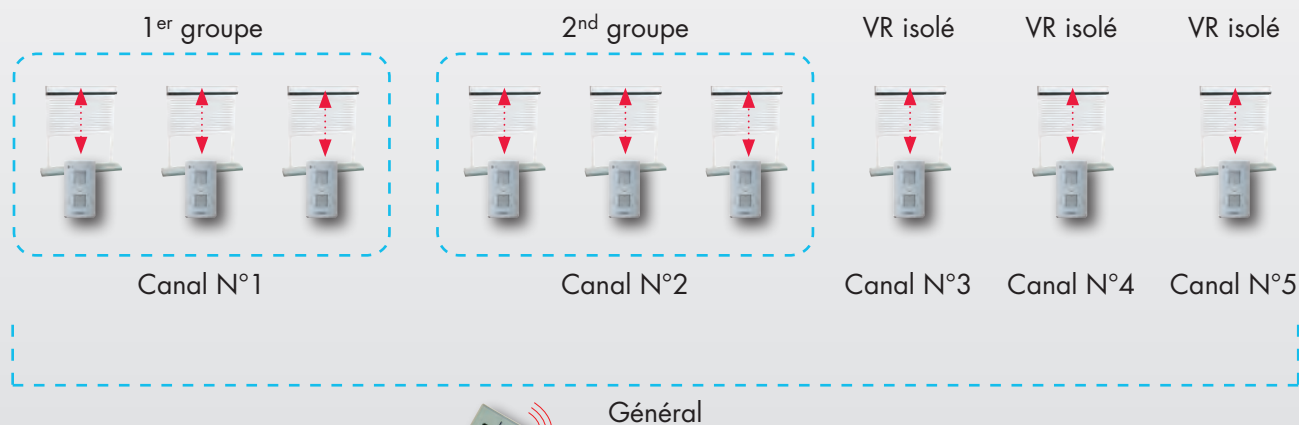 1er groupe 2nd groupe VR isolé VR isolé VR isolé
Canal N°1 Canal N°2 Canal N°3 Canal N°4 Canal N°5
Général